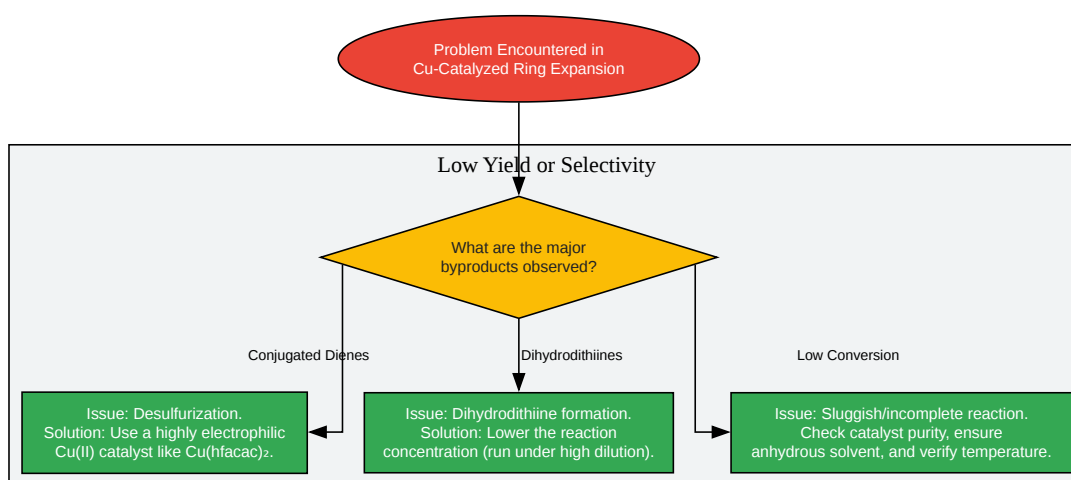 Problem Encountered in
Cu-Catalyzed Ring Expansion
Low Yield or Selectivity
What are the major
byproducts observed?
Conjugated Dienes
Dihydrodithiines
Low Conversion
Issue: Desulfurization.
Solution: Use a highly electrophilic
Cu(II) catalyst like Cu(hfacac)₂.
Issue: Dihydrodithiine formation.
Solution: Lower the reaction
concentration (run under high dilution).
Issue: Sluggish/incomplete reaction.
Check catalyst purity, ensure
anhydrous solvent, and verify temperature.